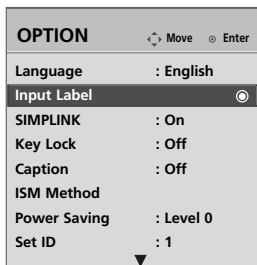 OPTION Move Enter
Language : English
Input Label
SIMPLINK : On
Key Lock : Off
Caption : Off
ISM Method
Power Saving : Level 0
Set ID : 1